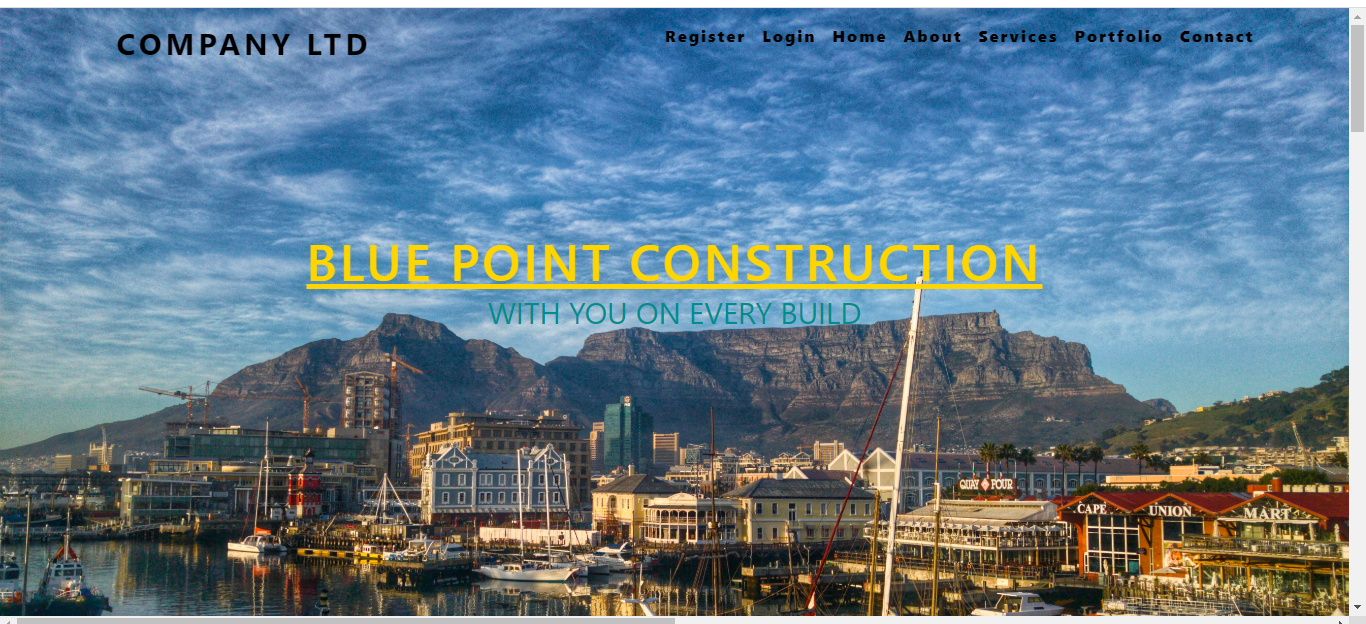 COMPANY LTD
Register Login Home About Services Portfolio Contact
BLUE POINT CONSTRUCTION
WITH YOU ON EVERY BUILD
QUAY FOUR
CAPE UNION MART